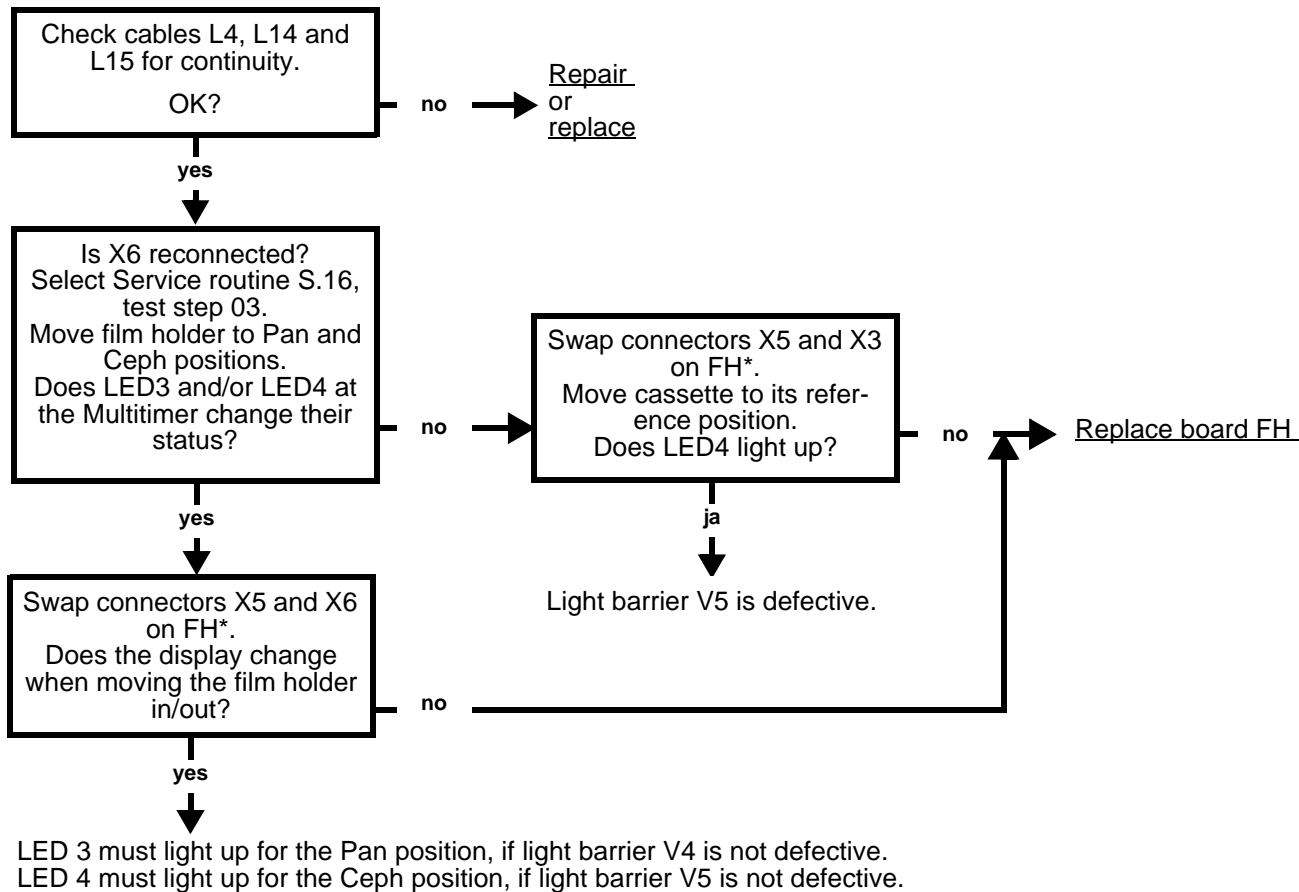 Check cables L4, L14 and
L15 for continuity.
OK?
no
Repair
or
replace
yes
Is X6 reconnected?
Select Service routine S.16,
test step 03.
Move film holder to Pan and
Ceph positions.
Does LED3 and/or LED4 at
the Multitimer change their
status?
no
Swap connectors X5 and X3
on FH*.
Move cassette to its refer-
ence position.
Does LED4 light up?
no
Replace board FH
yes
ja
Light barrier V5 is defective.
Swap connectors X5 and X6
on FH*.
Does the display change
when moving the film holder
in/out?
no
yes
LED 3 must light up for the Pan position, if light barrier V4 is not defective.
LED 4 must light up for the Ceph position, if light barrier V5 is not defective.